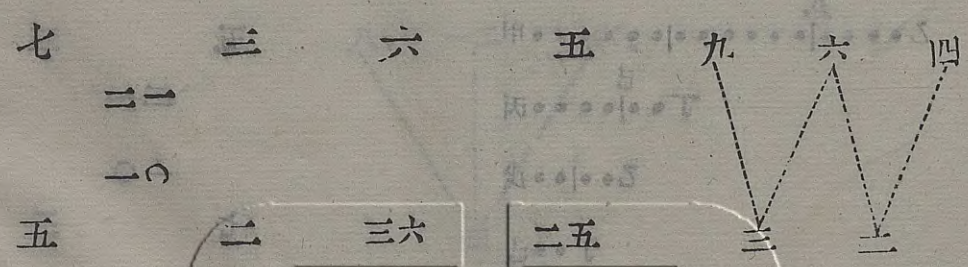 七 三 六 五 九 六 四
二一
一〇
五 二 三六 二五 三 二